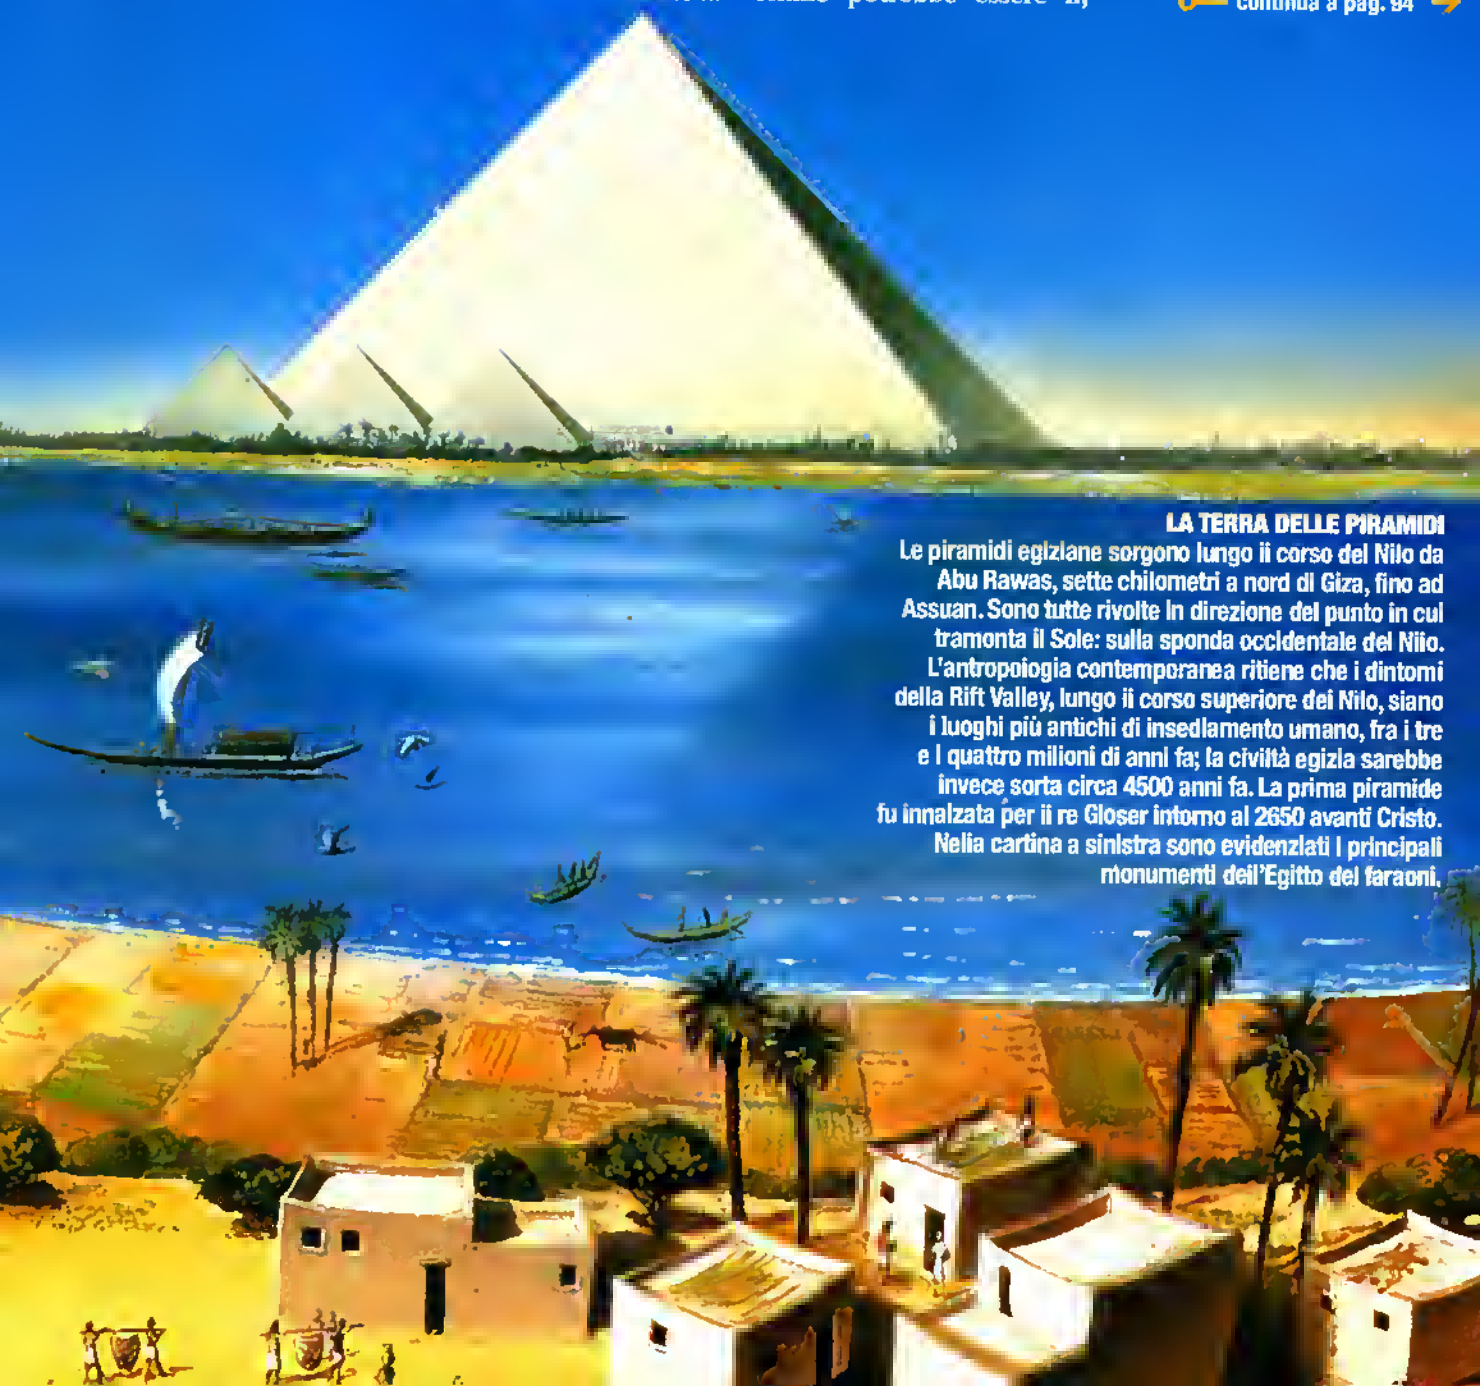 potrebbe essere
continua a pag. 94
LA TERRA DELLE PIRAMIDI
Le piramidi egiziane sorgono lungo il corso del Nilo da
Abu Rawas, sette chilometri a nord di Giza, fino ad
Assuan. Sono tutte rivolte in direzione del punto in cui
tramonta il Sole: sulla sponda occidentale del Nilo.
L'antropologia contemporanea ritiene che i dintorni
della Rift Valley, lungo il corso superiore del Nilo, siano
i luoghi più antichi di insediamento umano, fra i tre
e i quattro milioni di anni fa; la civiltà egizia sarebbe
invece sorta circa 4500 anni fa. La prima piramide
fu innalzata per il re Gioser intorno al 2650 avanti Cristo.
Nella cartina a sinistra sono evidenziati i principali
monumenti dell'Egitto dei faraoni.